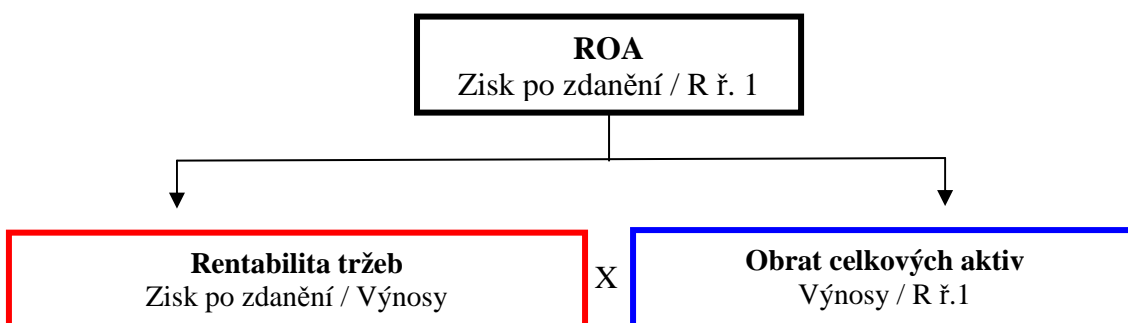 ROA
Zisk po zdanění / R ř. 1
Rentabilita tržeb
Zisk po zdanění / Výnosy
X
Obrat celkových aktiv
Výnosy / R ř.1